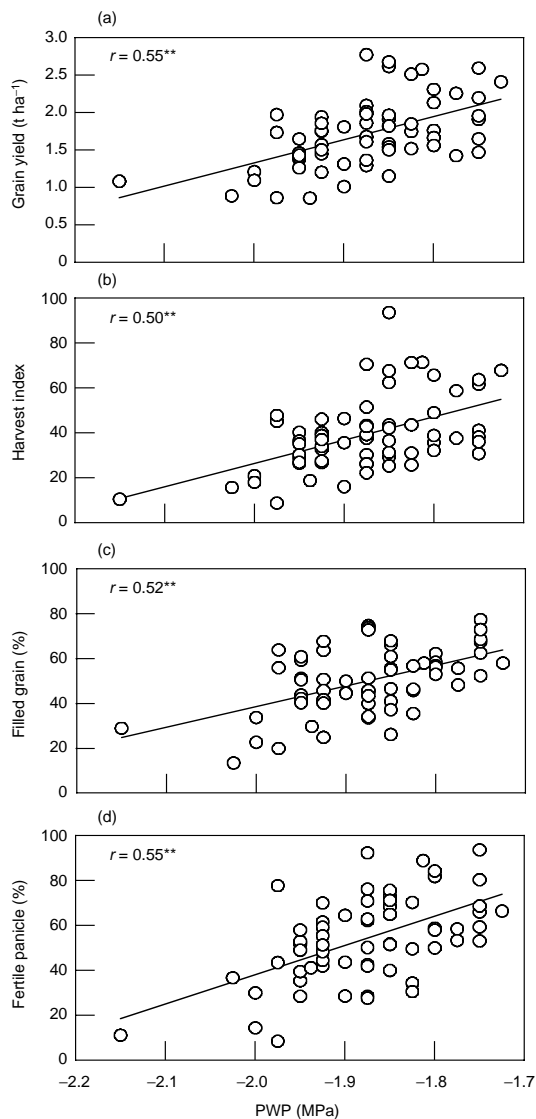 (a)
3.0
2.5
2.0
1.5
1.0
0.5
0
Grain yield (t ha⁻¹)
r = 0.55**
(b)
100
80
60
40
20
0
Harvest index
r = 0.50**
(c)
100
80
60
40
20
0
Filled grain (%)
r = 0.52**
(d)
100
80
60
40
20
0
Fertile panicle (%)
r = 0.55**
−2.2 −2.1 −2.0 −1.9 −1.8 −1.7
PWP (MPa)